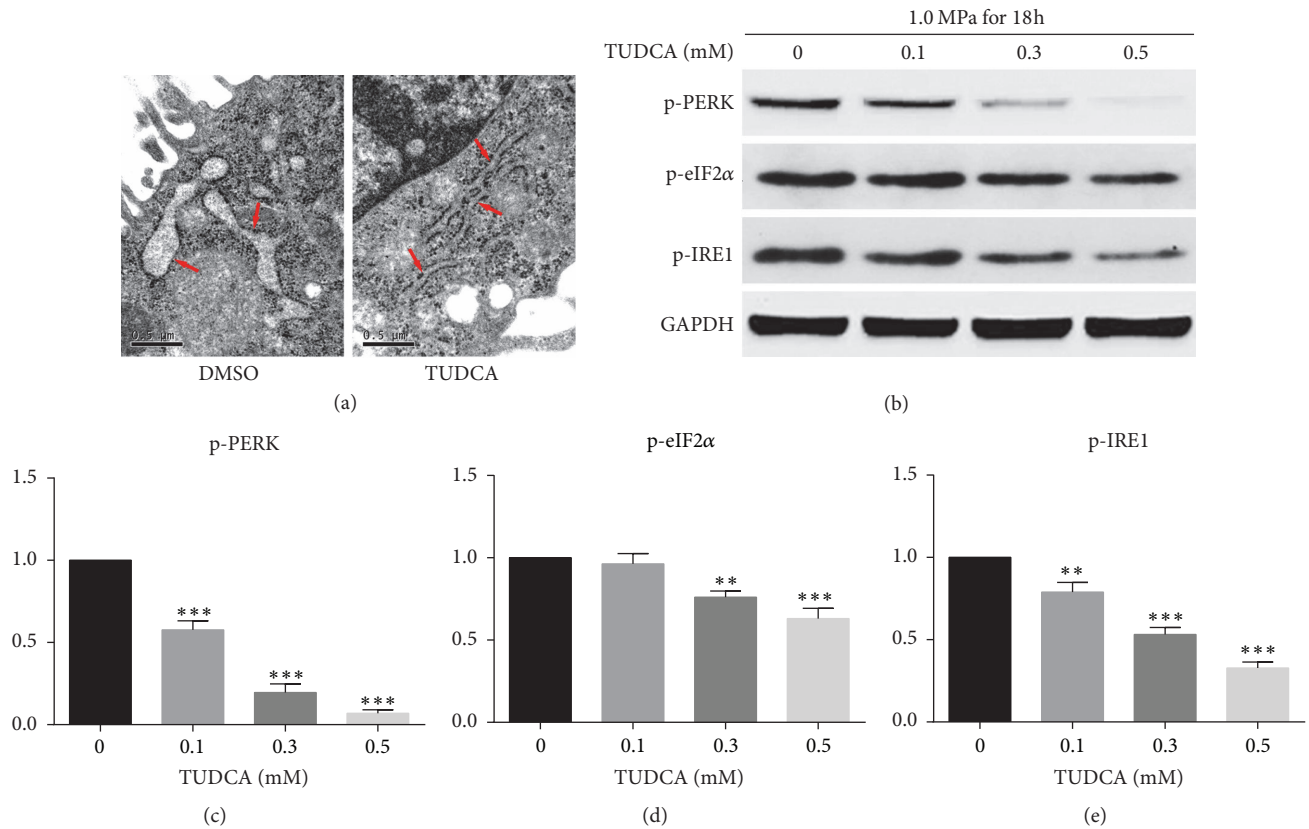 0.5 μm
DMSO
0.5 μm
TUDCA
(a)
1.0 MPa for 18h
TUDCA (mM) 0 0.1 0.3 0.5
p-PERK
p-eIF2α
p-IRE1
GAPDH
(b)
p-PERK
1.5
1.0
0.5
0.0
***
***
***
0 0.1 0.3 0.5
TUDCA (mM)
(c)
p-eIF2α
1.5
1.0
0.5
0.0
**
***
0 0.1 0.3 0.5
TUDCA (mM)
(d)
p-IRE1
1.5
1.0
0.5
0.0
**
***
***
0 0.1 0.3 0.5
TUDCA (mM)
(e)